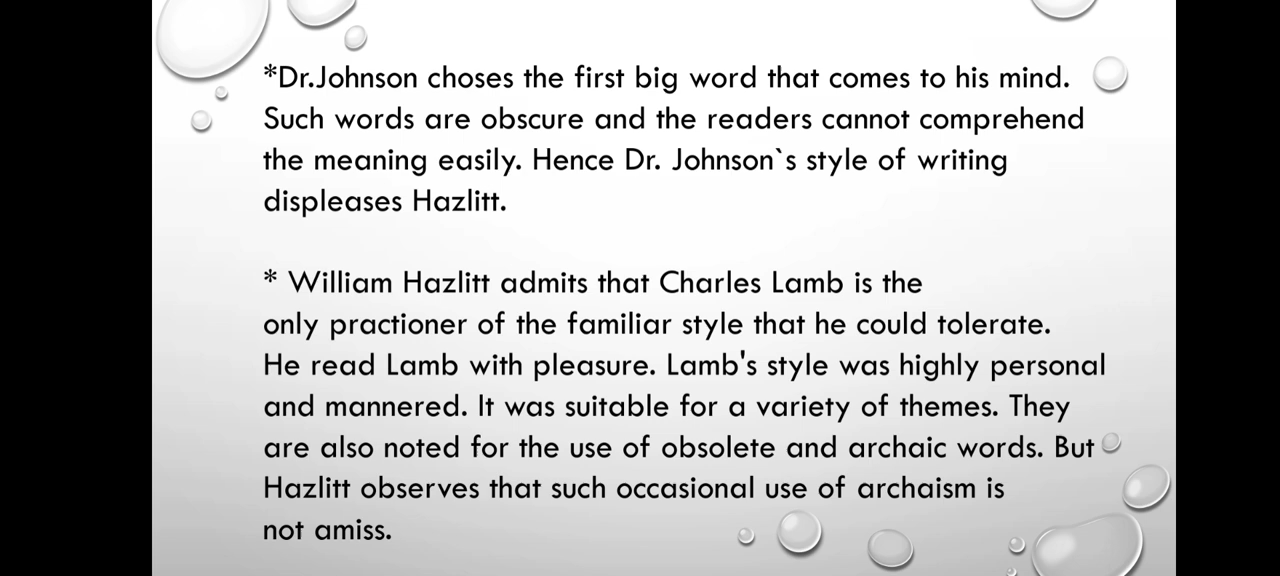 *Dr.Johnson choses the first big word that comes to his mind.
Such words are obscure and the readers cannot comprehend
the meaning easily. Hence Dr. Johnson`s style of writing
displeases Hazlitt.
* William Hazlitt admits that Charles Lamb is the
only practioner of the familiar style that he could tolerate.
He read Lamb with pleasure. Lamb's style was highly personal
and mannered. It was suitable for a variety of themes. They
are also noted for the use of obsolete and archaic words. But
Hazlitt observes that such occasional use of archaism is
not amiss.